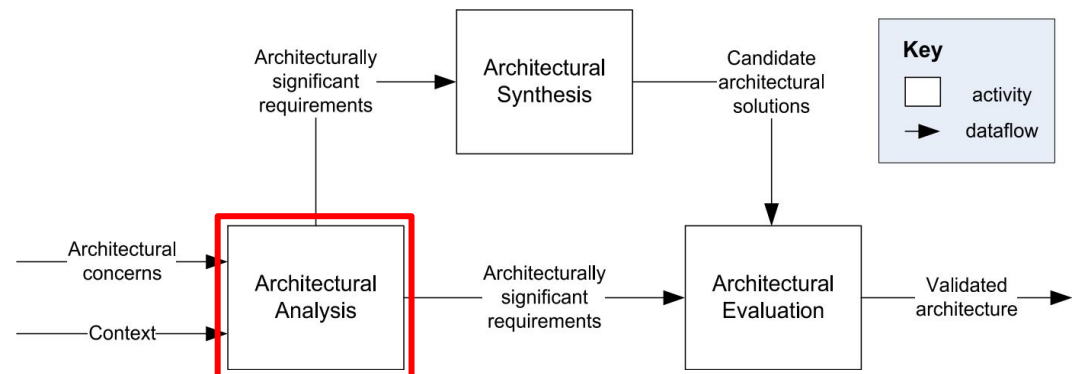 Architecturally
significant
requirements
Architectural
Synthesis
Candidate
architectural
solutions
Key
activity
dataflow
Architectural
concerns
Context
Architectural
Analysis
Architecturally
significant
requirements
Architectural
Evaluation
Validated
architecture